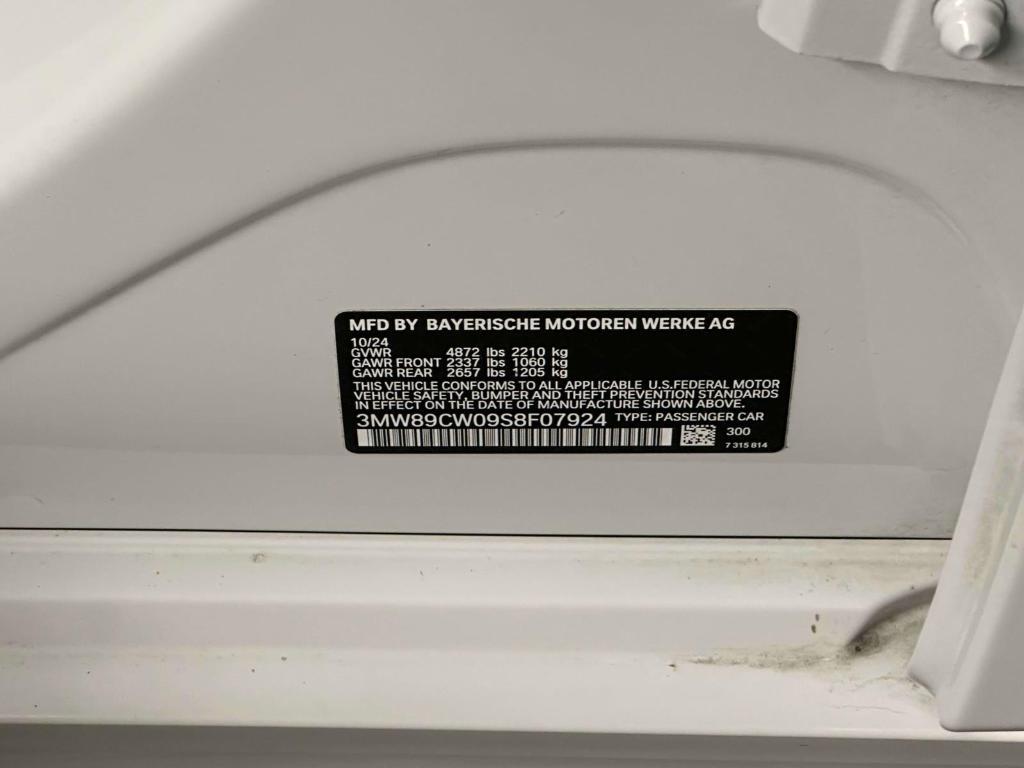 MFD BY BAYERISCHE MOTOREN WERKE AG
10/24
GVWR 4872 lbs 2210 kg
GAWR FRONT 2337 lbs 1060 kg
GAWR REAR 2657 lbs 1205 kg
THIS VEHICLE CONFORMS TO ALL APPLICABLE U.S.FEDERAL MOTOR
VEHICLE SAFETY, BUMPER AND THEFT PREVENTION STANDARDS
IN EFFECT ON THE DATE OF MANUFACTURE SHOWN ABOVE.
3MW89CW09S8F07924 TYPE: PASSENGER CAR
300
7 315 814